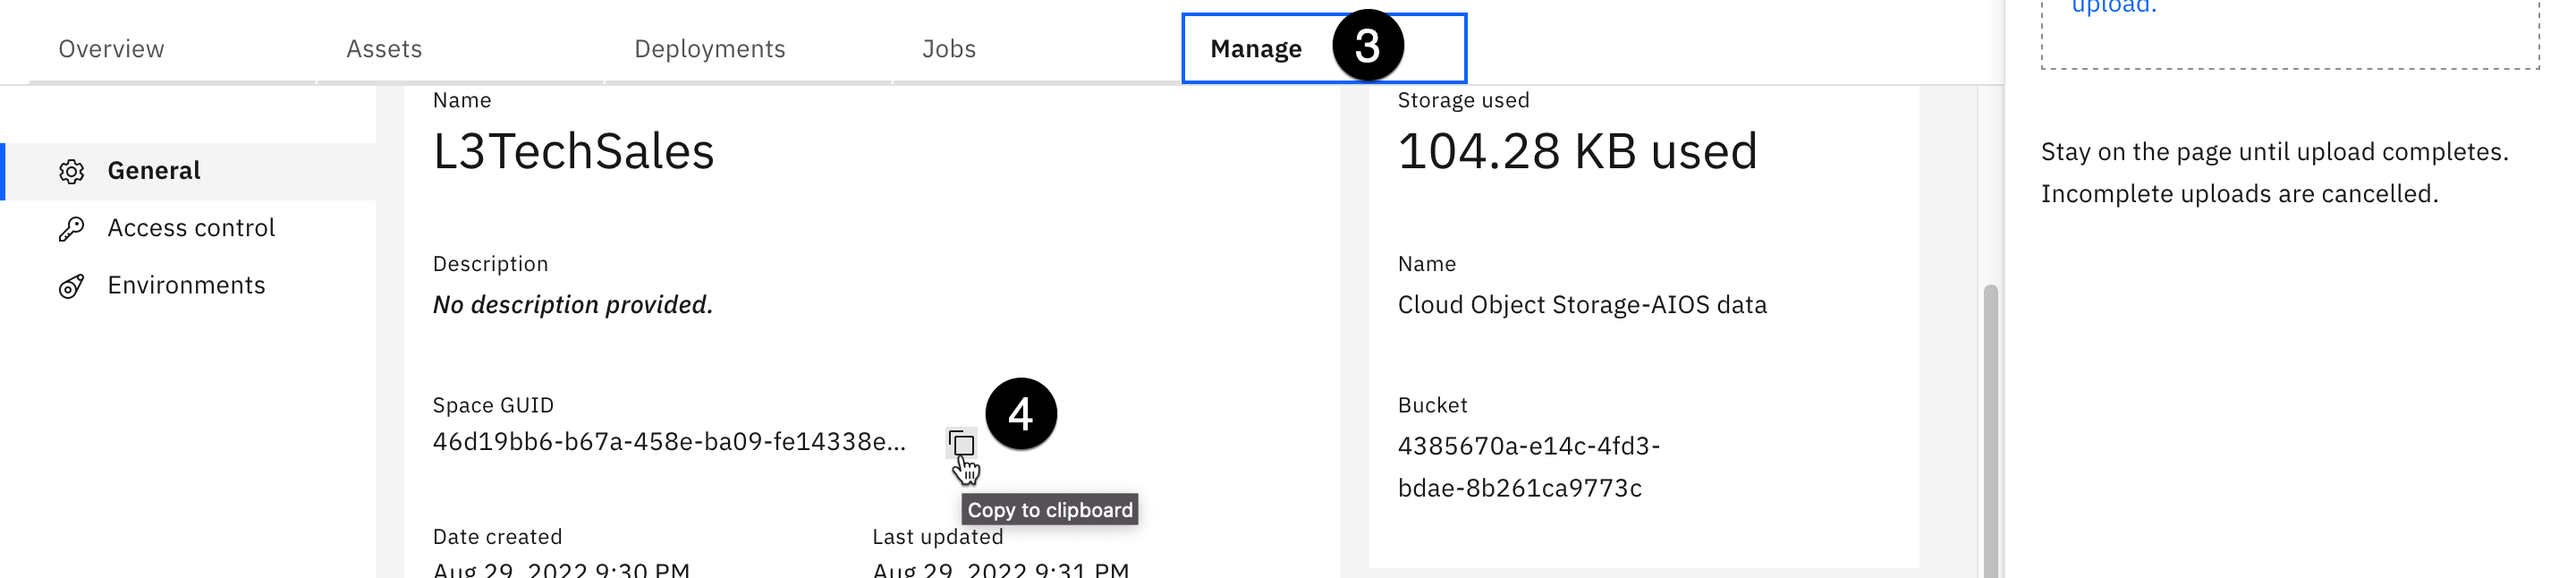 Overview
Assets
Deployments
Jobs
Manage
3
General
Access control
Environments
Name
L3TechSales
Description
No description provided.
Space GUID
46d19bb6-b67a-458e-ba09-fe14338e...
4
Copy to clipboard
Date created
Aug 29, 2022 9:30 PM
Last updated
Aug 29, 2022 9:31 PM
Storage used
104.28 KB used
Name
Cloud Object Storage-AIOS data
Bucket
4385670a-e14c-4fd3-
bdae-8b261ca9773c
upload.
Stay on the page until upload completes.
Incomplete uploads are cancelled.